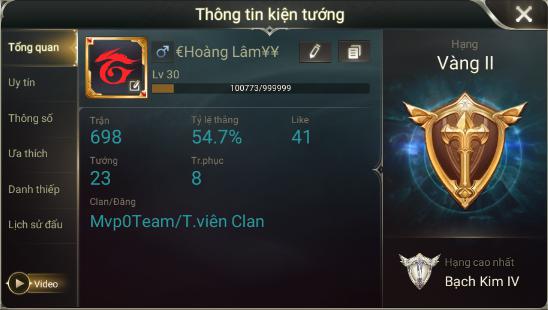 Thông tin kiện tướng
Tổng quan
Uy tín
Thông số
Ưa thích
Danh thiếp
Lịch sử đấu
Video
€Hoàng Lâm¥¥
Lv 30
100773/999999
Trận
Tỷ lệ thắng
Like
698
54.7%
41
Tướng
Tr.phục
23
8
Clan/Đẳng
Mvp0Team/T.viên Clan
Hạng
Vàng II
Hạng cao nhất
Bạch Kim IV